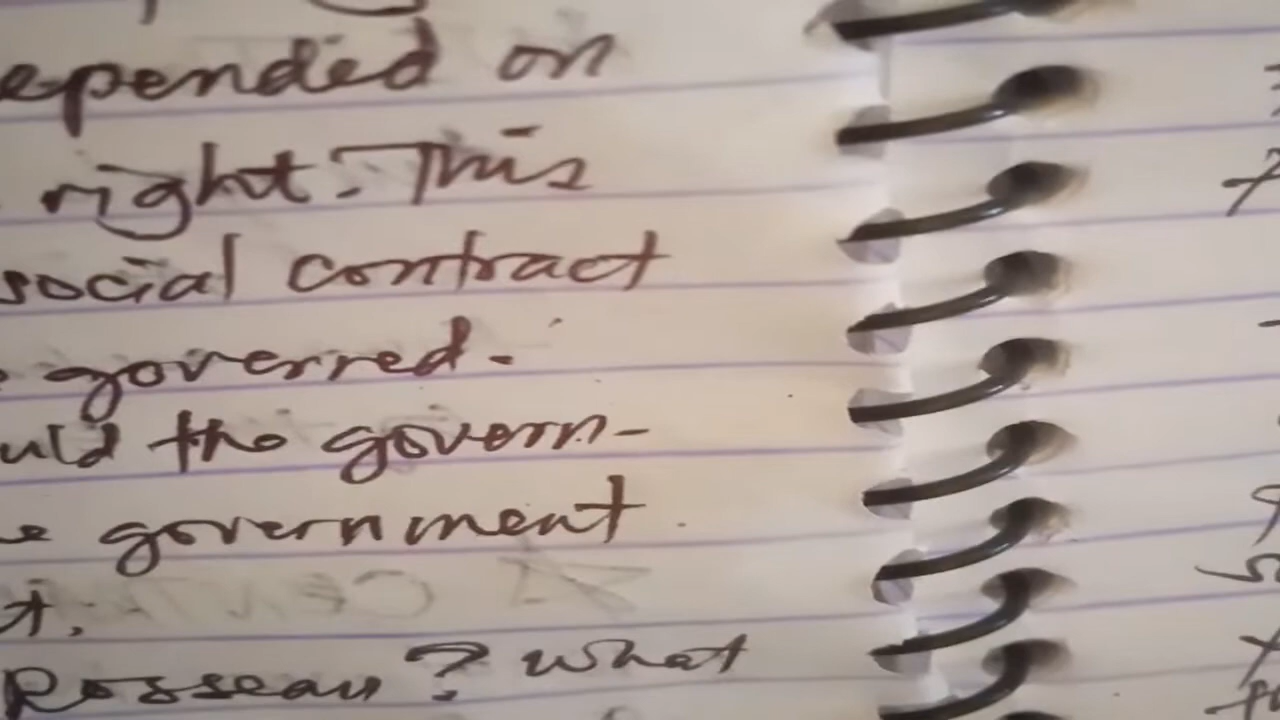 epended on
right. This
social contract
governed.
uld the govern-
government
t.
Rosseau? What